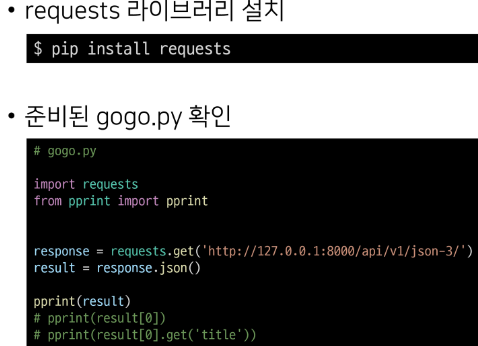 • requests 라이브러리 설치
$ pip install requests
• 준비된 gogo.py 확인
# gogo.py
import requests
from pprint import pprint
response = requests.get('http://127.0.0.1:8000/api/v1/json-3/')
result = response.json()
pprint(result)
# pprint(result[0])
# pprint(result[0].get('title'))